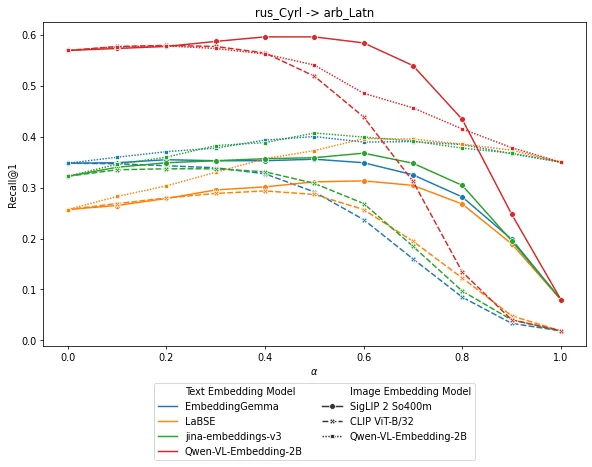 rus_Cyrl -> arb_Latn
0.6
0.5
0.4
0.3
0.2
0.1
0.0
Recall@1
0.0 0.2 0.4 0.6 0.8 1.0
α
Text Embedding Model Image Embedding Model
EmbeddingGemma SigLIP 2 So400m
LaBSE CLIP ViT-B/32
jina-embeddings-v3 Qwen-VL-Embedding-2B
Qwen-VL-Embedding-2B